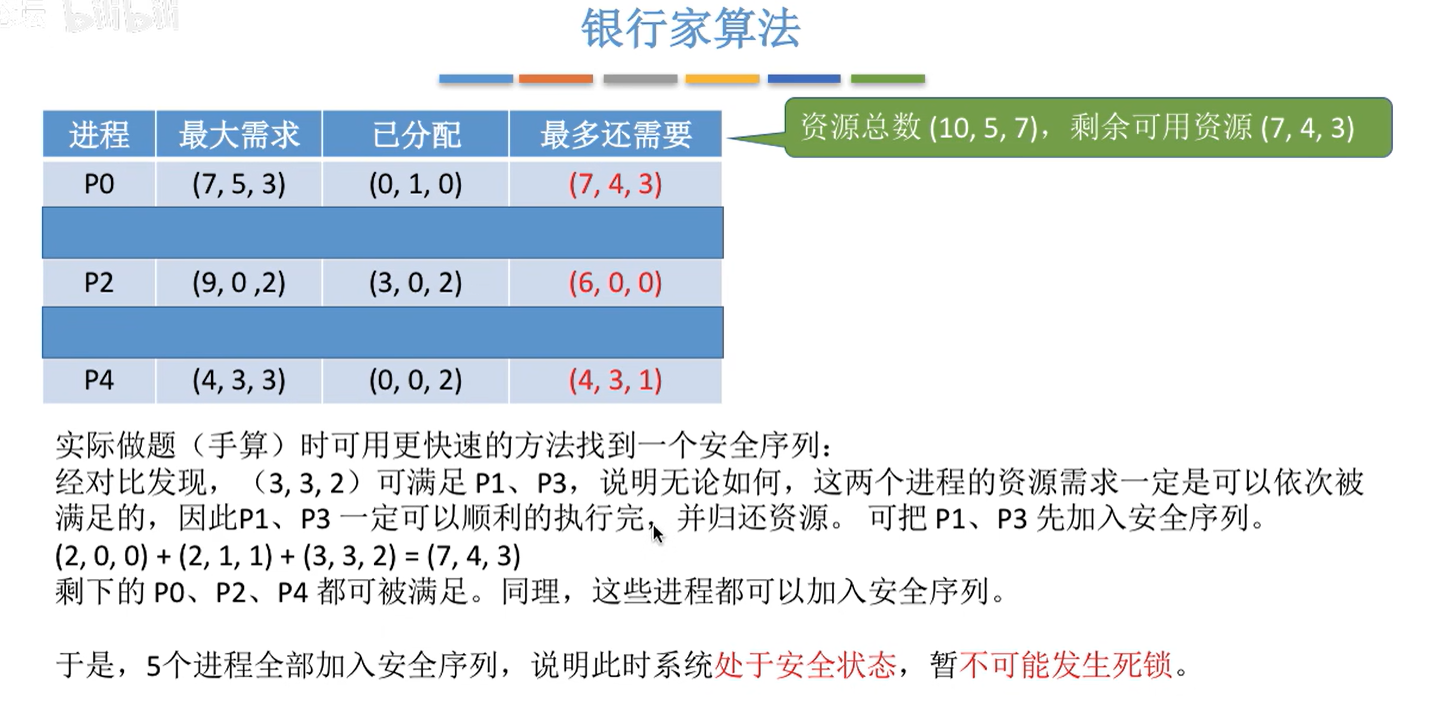 银行家算法
资源总数 (10, 5, 7)，剩余可用资源 (7, 4, 3)
进程 最大需求 已分配 最多还需要
P0 (7, 5, 3) (0, 1, 0) (7, 4, 3)
P2 (9, 0 ,2) (3, 0, 2) (6, 0, 0)
P4 (4, 3, 3) (0, 0, 2) (4, 3, 1)
实际做题（手算）时可用更快速的方法找到一个安全序列：
经对比发现，（3, 3, 2）可满足 P1、P3，说明无论如何，这两个进程的资源需求一定是可以依次被
满足的，因此P1、P3 一定可以顺利的执行完，并归还资源。 可把 P1、P3 先加入安全序列。
(2, 0, 0) + (2, 1, 1) + (3, 3, 2) = (7, 4, 3)
剩下的 P0、P2、P4 都可被满足。同理，这些进程都可以加入安全序列。
于是，5个进程全部加入安全序列，说明此时系统处于安全状态，暂不可能发生死锁。